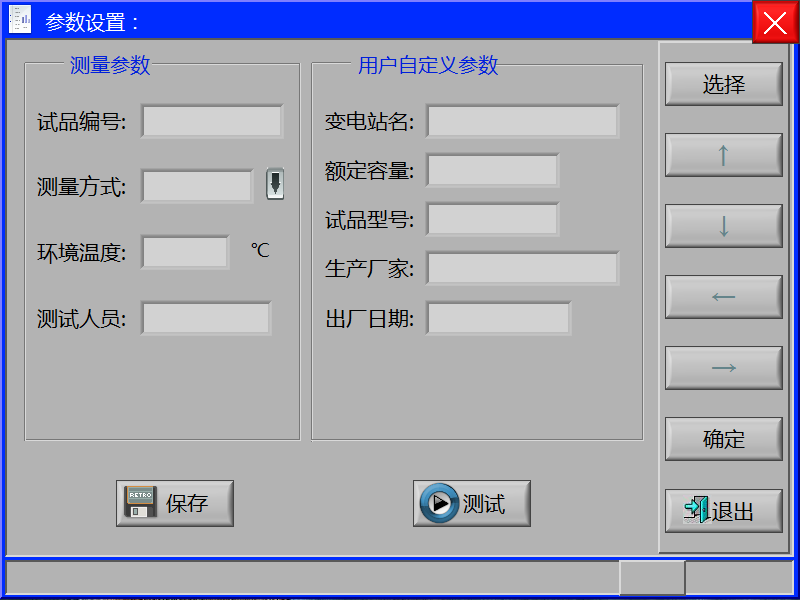 参数设置：
测量参数
试品编号:
测量方式:
环境温度: ℃
测试人员:
用户自定义参数
变电站名:
额定容量:
试品型号:
生产厂家:
出厂日期:
RETRO
保存
测试
选择
↑
↓
←
→
确定
退出